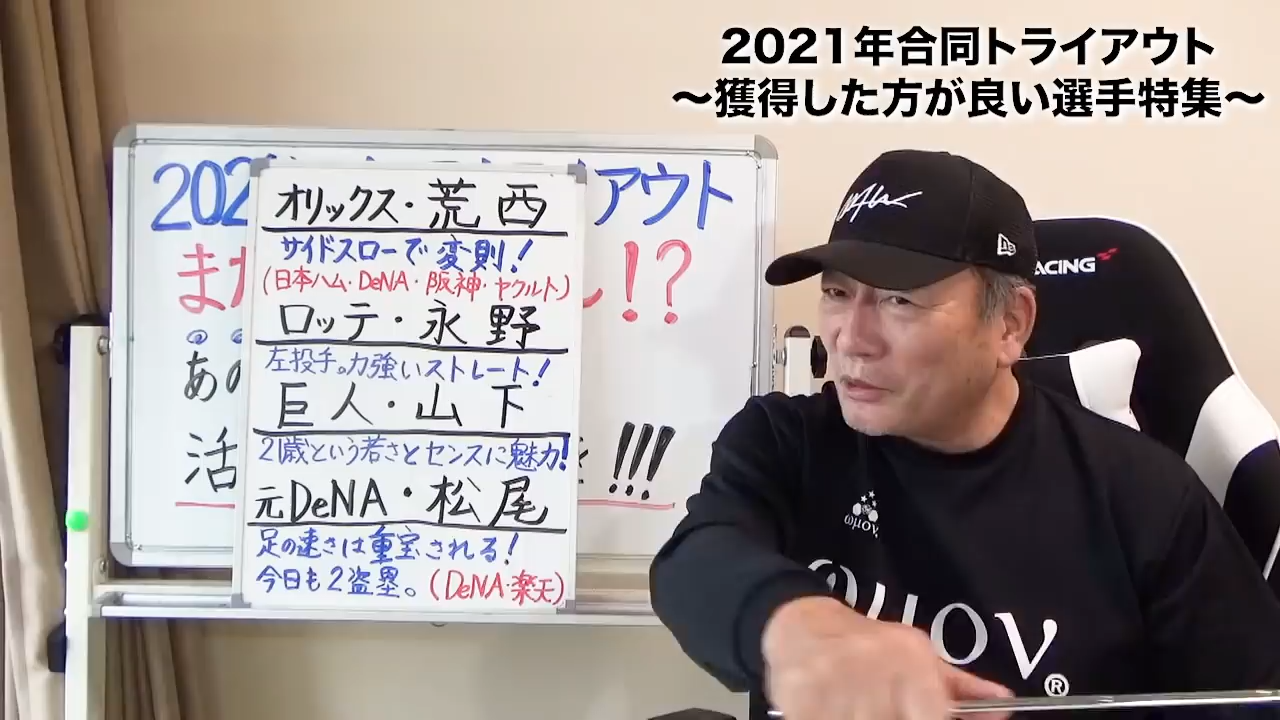 2021年合同トライアウト
〜獲得した方が良い選手特集〜
202
アウト
ま
!?
あの
活
!!!
オリックス・荒西
サイドスローで変則!
(日本ハム・DeNA・阪神・ヤクルト)
ロッテ・永野
左投手。力強いストレート!
巨人・山下
21歳という若さとセンスに魅力!
元DeNA・松尾
足の速さは重宝される!
今日も2盗塁。(DeNA・楽天)
ACING
ωμον.
ωμον
®